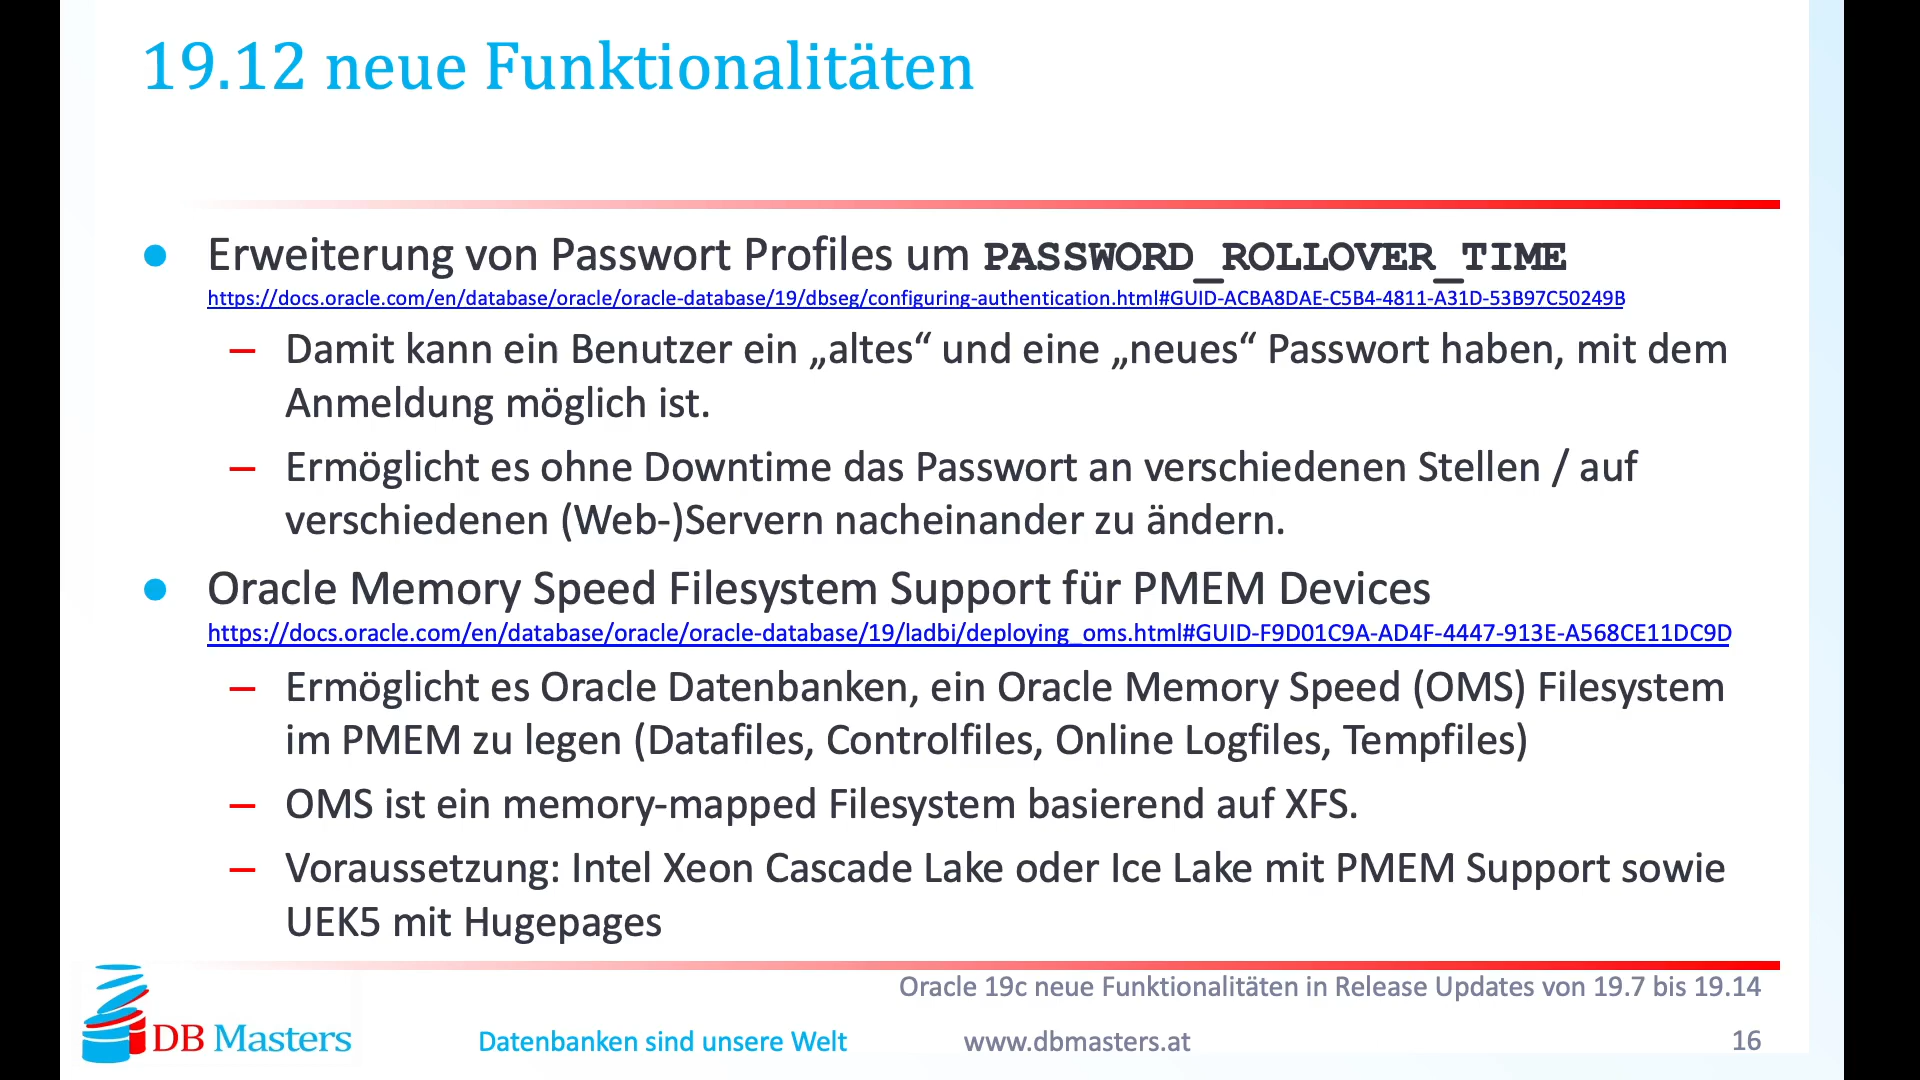 19.12 neue Funktionalitäten
Erweiterung von Passwort Profiles um PASSWORD_ROLLOVER_TIME
https://docs.oracle.com/en/database/oracle/oracle-database/19/dbseg/configuring-authentication.html#GUID-ACBA8DAE-C5B4-4811-A31D-53B97C50249B
– Damit kann ein Benutzer ein „altes“ und eine „neues“ Passwort haben, mit dem
Anmeldung möglich ist.
– Ermöglicht es ohne Downtime das Passwort an verschiedenen Stellen / auf
verschiedenen (Web-)Servern nacheinander zu ändern.
Oracle Memory Speed Filesystem Support für PMEM Devices
https://docs.oracle.com/en/database/oracle/oracle-database/19/ladbi/deploying_oms.html#GUID-F9D01C9A-AD4F-4447-913E-A568CE11DC9D
– Ermöglicht es Oracle Datenbanken, ein Oracle Memory Speed (OMS) Filesystem
im PMEM zu legen (Datafiles, Controlfiles, Online Logfiles, Tempfiles)
– OMS ist ein memory-mapped Filesystem basierend auf XFS.
– Voraussetzung: Intel Xeon Cascade Lake oder Ice Lake mit PMEM Support sowie
UEK5 mit Hugepages
Oracle 19c neue Funktionalitäten in Release Updates von 19.7 bis 19.14
DB Masters
Datenbanken sind unsere Welt
www.dbmasters.at
16